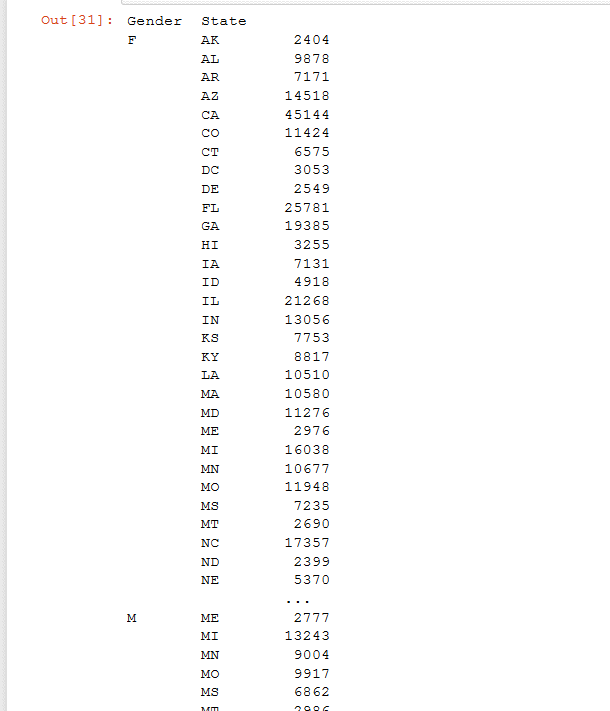 Out[31]: Gender State
F AK 2404
AL 9878
AR 7171
AZ 14518
CA 45144
CO 11424
CT 6575
DC 3053
DE 2549
FL 25781
GA 19385
HI 3255
IA 7131
ID 4918
IL 21268
IN 13056
KS 7753
KY 8817
LA 10510
MA 10580
MD 11276
ME 2976
MI 16038
MN 10677
MO 11948
MS 7235
MT 2690
NC 17357
ND 2399
NE 5370
...
M ME 2777
MI 13243
MN 9004
MO 9917
MS 6862
MT 2986